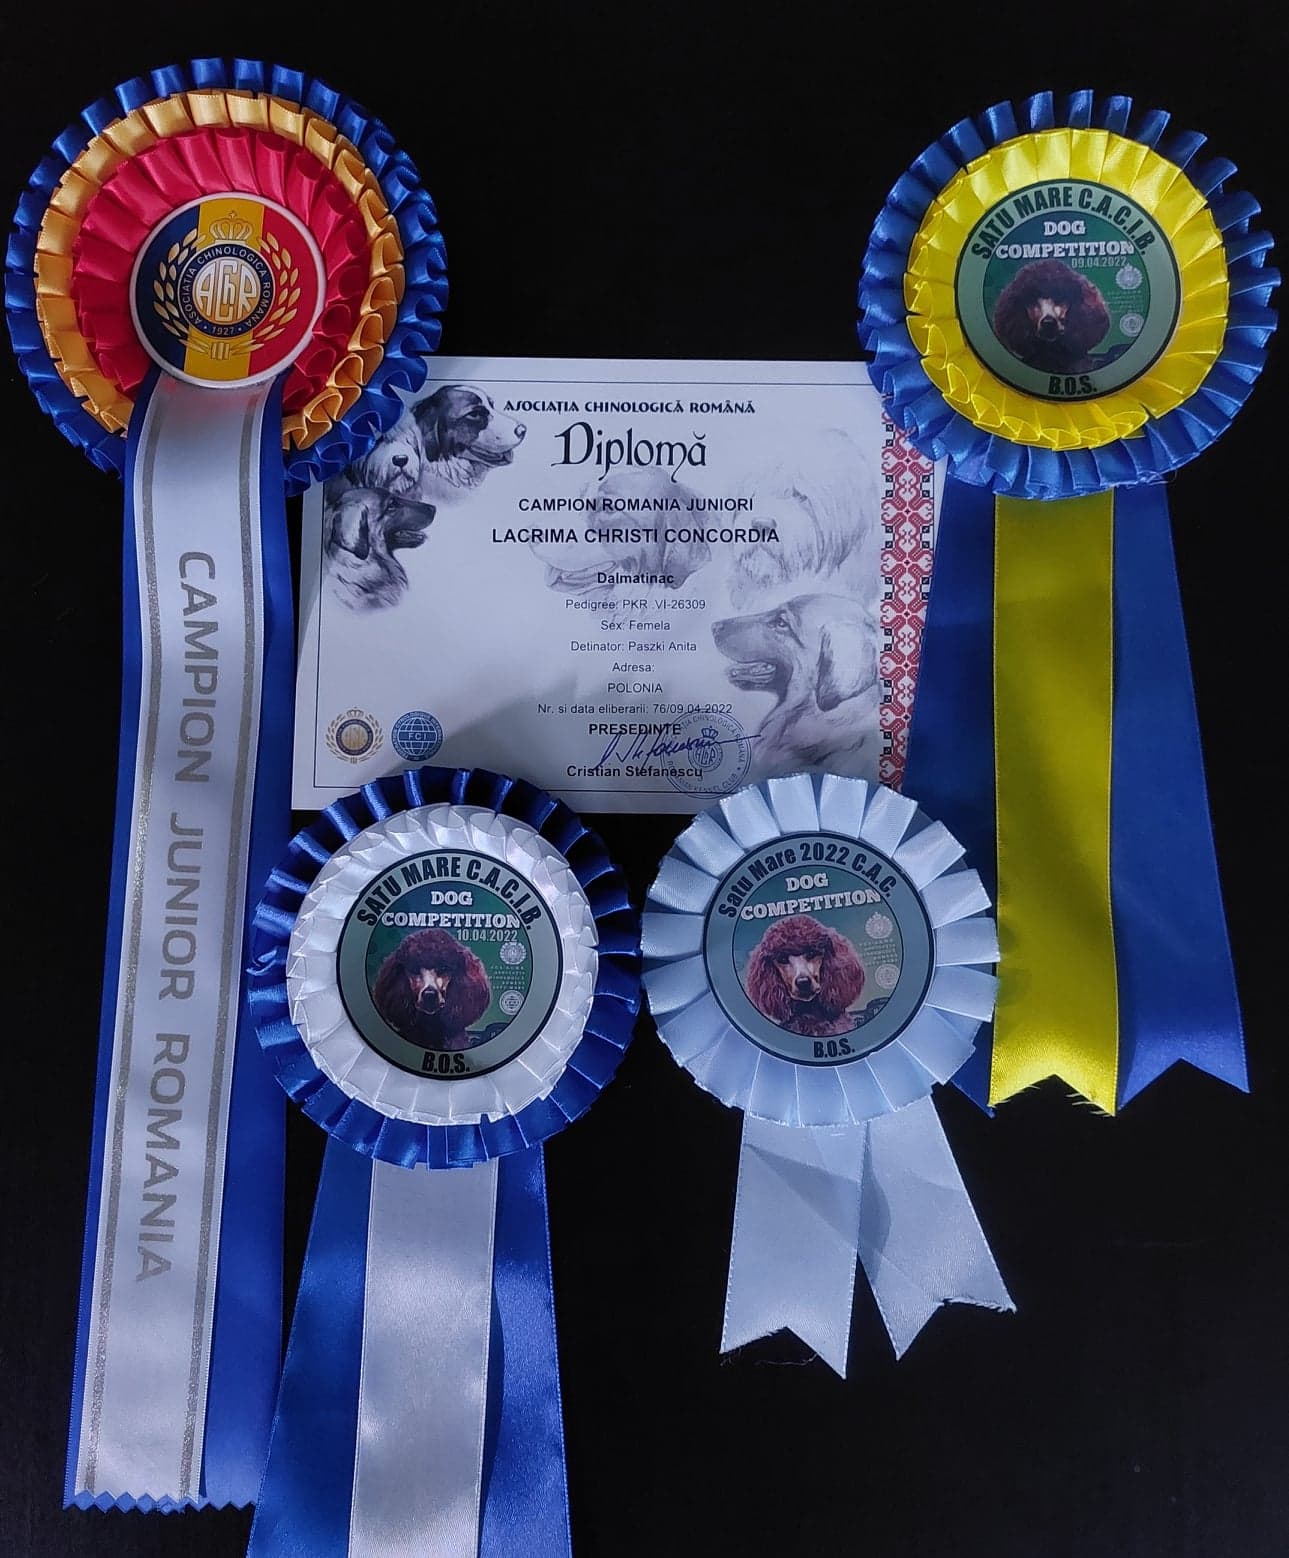 ASOCIATIA CHINOLOGICA ROMANA
AChR
• 1927 •
CAMPION JUNIOR ROMANIA
SATU MARE C.A.C.I.B.
DOG
COMPETITION
09.04.2022
B.O.S.
ASOCIAȚIA CHINOLOGICĂ ROMÂNĂ
Diplomă
CAMPION ROMANIA JUNIORI
LACRIMA CHRISTI CONCORDIA
Dalmatinac
Pedigree: PKR .VI-26309
Sex: Femela
Detinator: Paszki Anita
Adresa:
POLONIA
Nr. si data eliberarii: 76/09.04.2022
PRESEDINTE
Cristian Stefanescu
FCI
SATU MARE C.A.C.I.B.
DOG
COMPETITION
10.04.2022
B.O.S.
Satu Mare 2022 C.A.C.
DOG
COMPETITION
B.O.S.